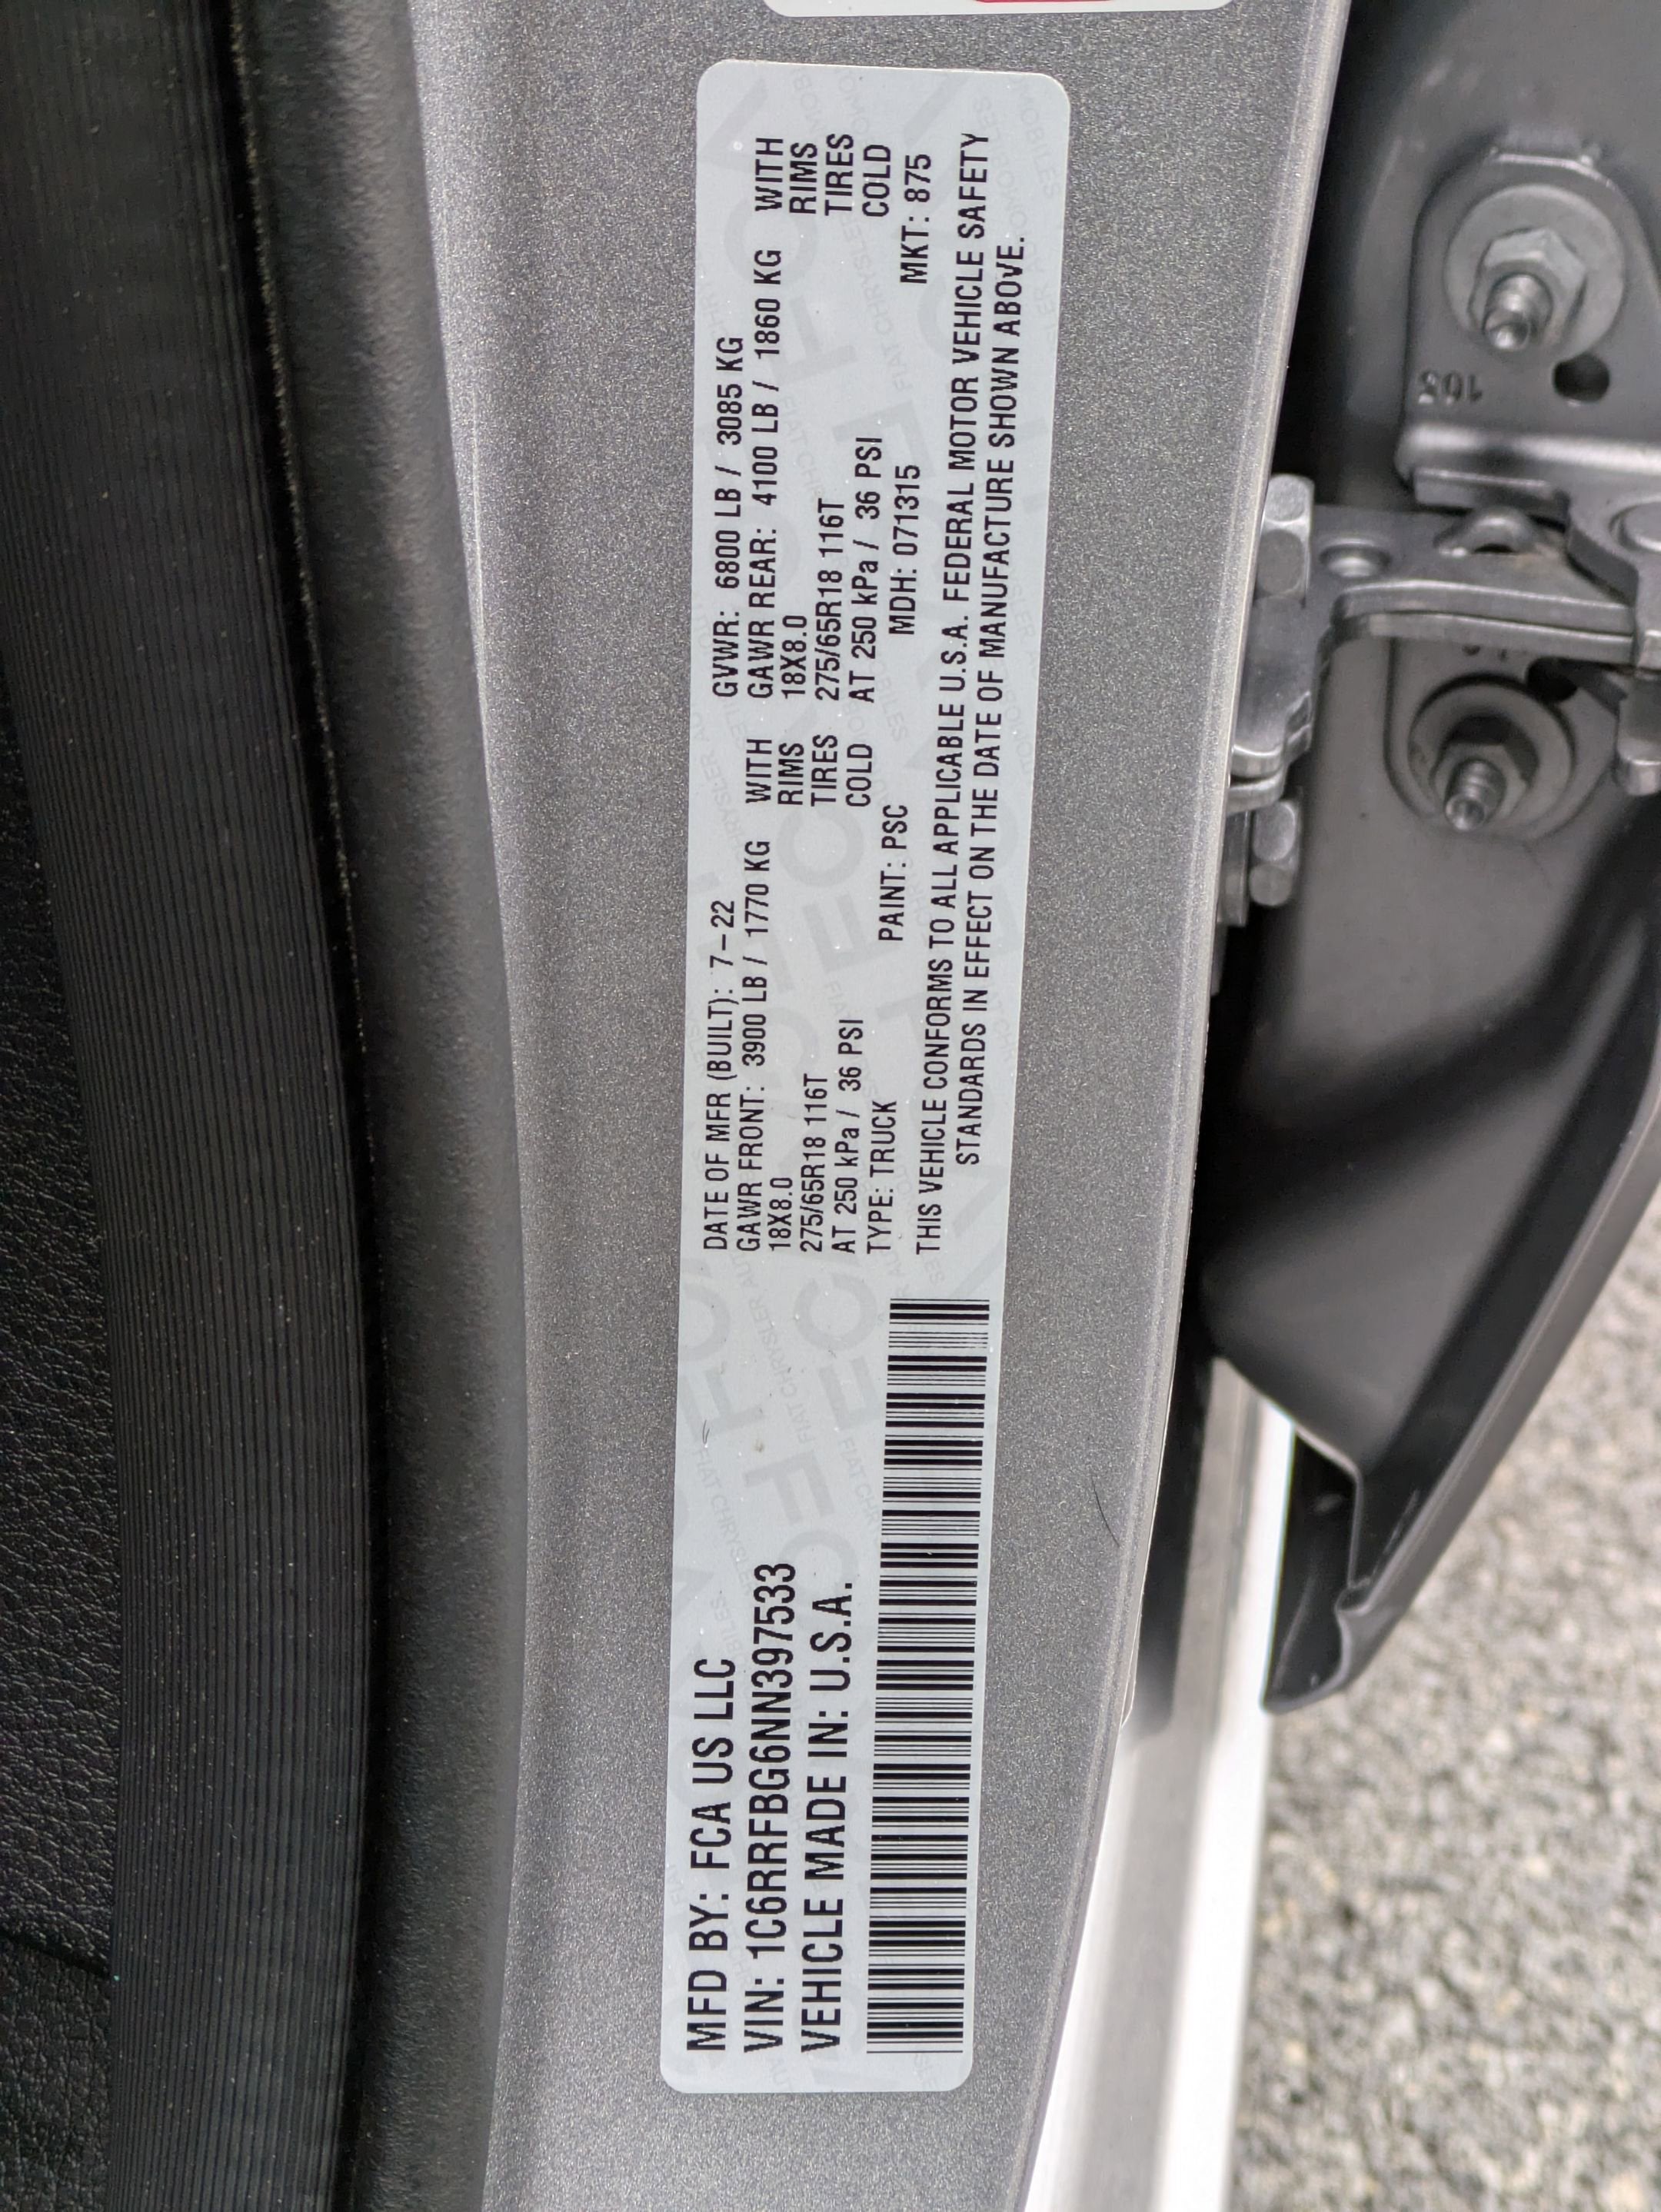 MFD BY: FCA US LLC
VIN: 1C6RRFBG6NN397533
VEHICLE MADE IN: U.S.A.
DATE OF MFR (BUILT): 7-22 GVWR: 6800 LB / 3085 KG
GAWR FRONT: 3900 LB / 1770 KG WITH GAWR REAR: 4100 LB / 1860 KG WITH
18X8.0 RIMS 18X8.0 RIMS
275/65R18 116T TIRES 275/65R18 116T TIRES
AT 250 kPa / 36 PSI COLD AT 250 kPa / 36 PSI COLD
TYPE: TRUCK PAINT: PSC MDH: 071315 MKT: 875
THIS VEHICLE CONFORMS TO ALL APPLICABLE U.S.A. FEDERAL MOTOR VEHICLE SAFETY
STANDARDS IN EFFECT ON THE DATE OF MANUFACTURE SHOWN ABOVE.